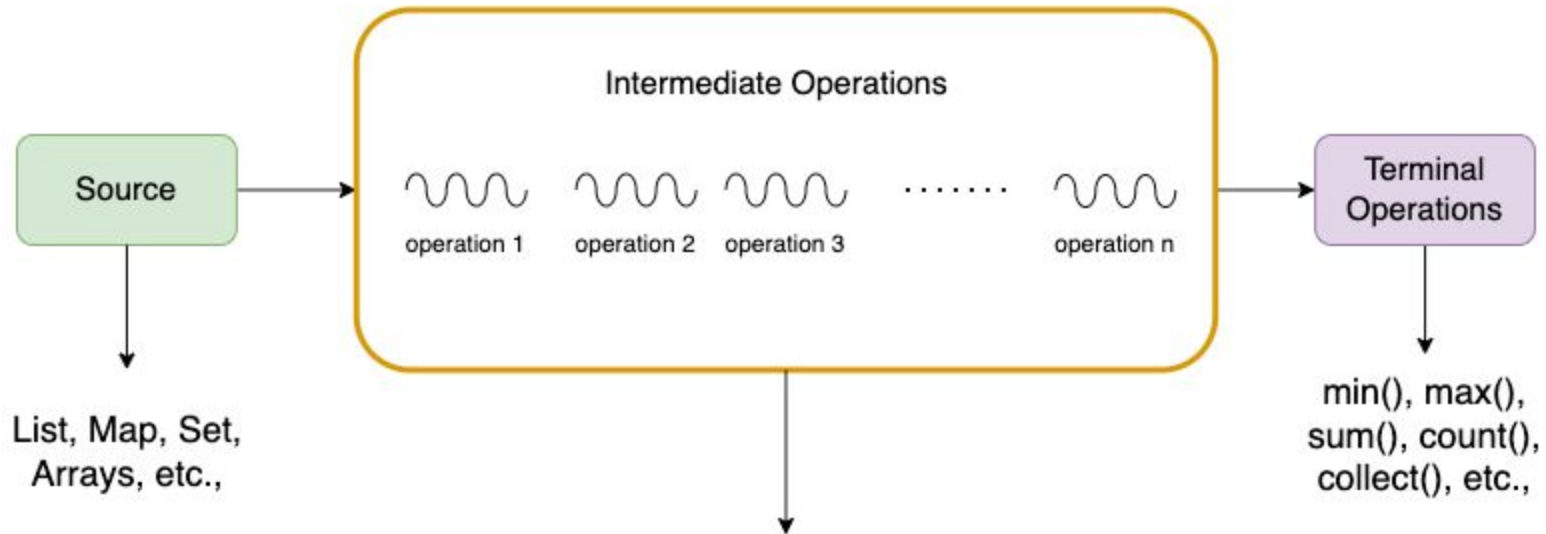 Intermediate Operations
Source
operation 1
operation 2
operation 3
.......
operation n
Terminal
Operations
List, Map, Set,
Arrays, etc.,
min(), max(),
sum(), count(),
collect(), etc.,